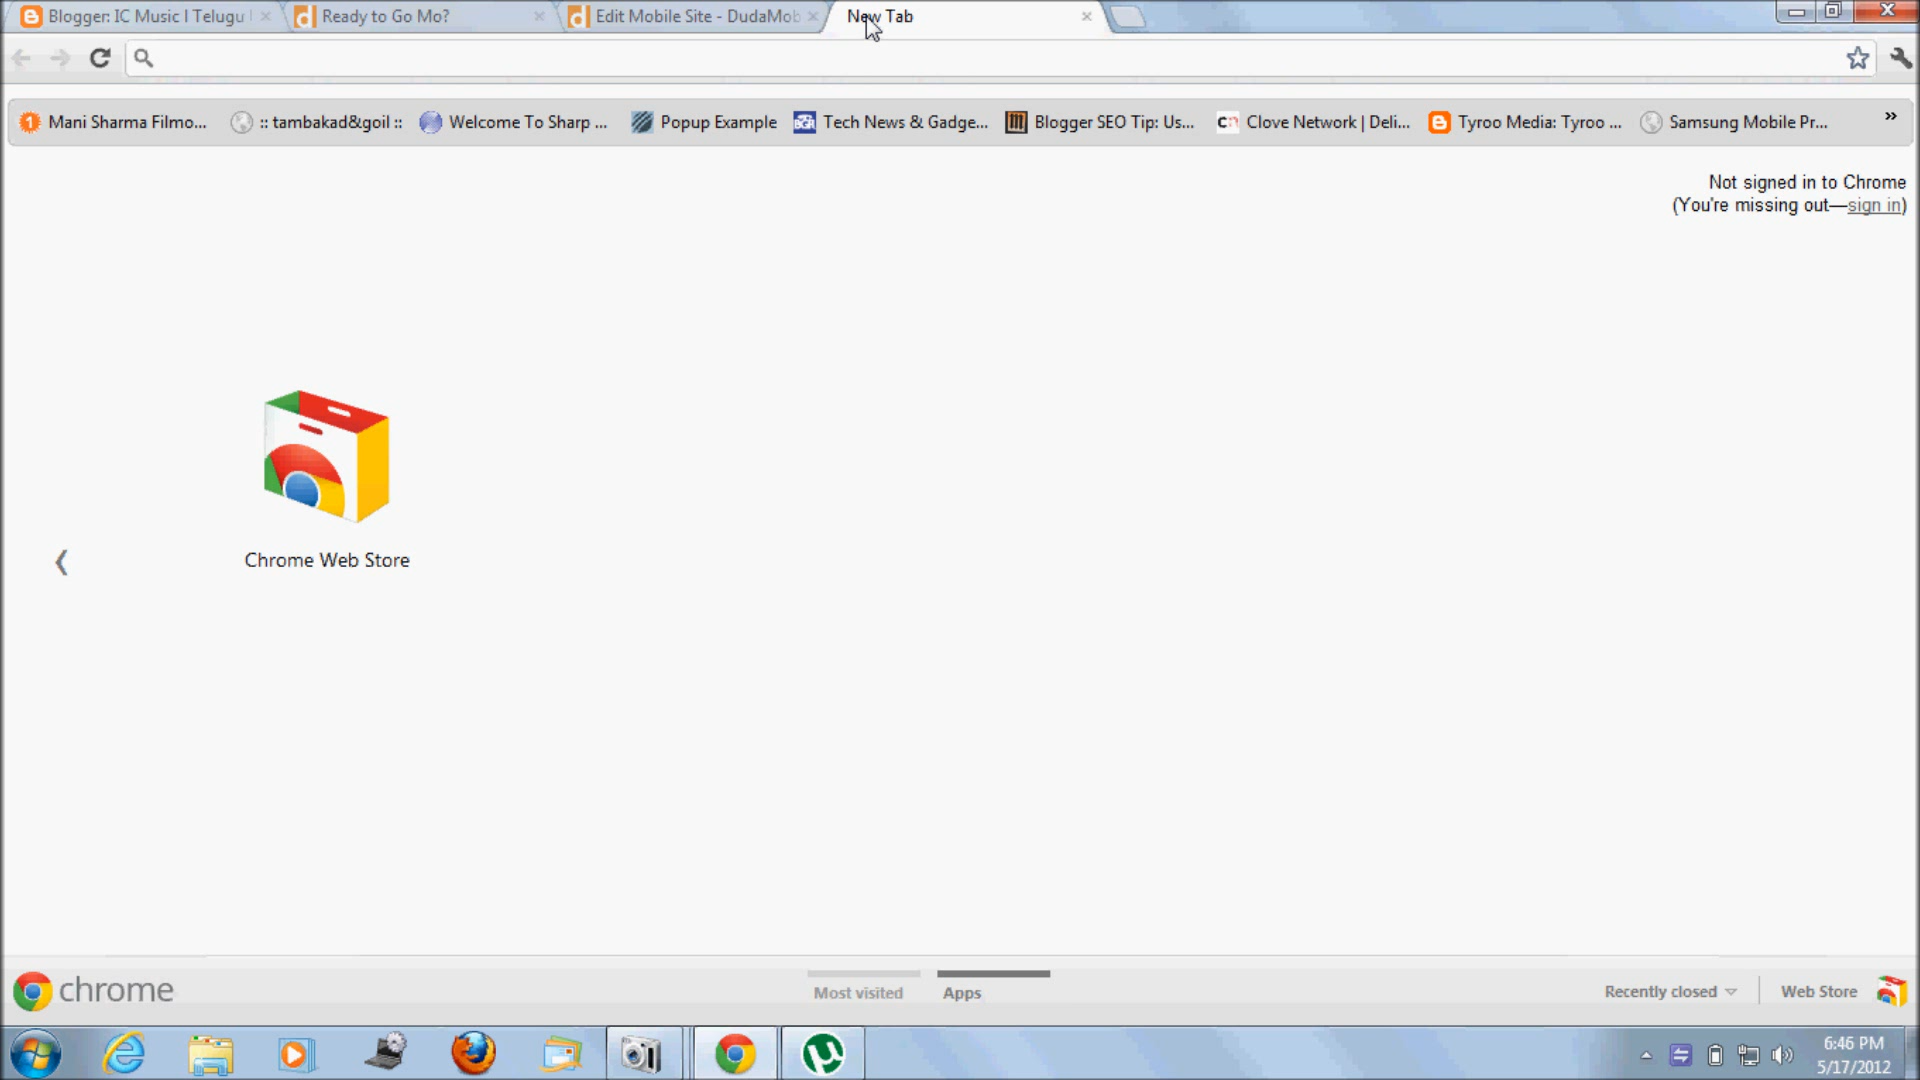 Blogger: IC Music l Telugu
Ready to Go Mo?
Edit Mobile Site - DudaMob
New Tab
Mani Sharma Filmo...
:: tambakad&goil ::
Welcome To Sharp ...
Popup Example
BGR
Tech News & Gadge...
Blogger SEO Tip: Us...
Clove Network | Deli...
Tyroo Media: Tyroo ...
Samsung Mobile Pr...
»
Not signed in to Chrome
(You're missing out—sign in)
Chrome Web Store
chrome
Most visited
Apps
Recently closed
Web Store
6:46 PM
5/17/2012